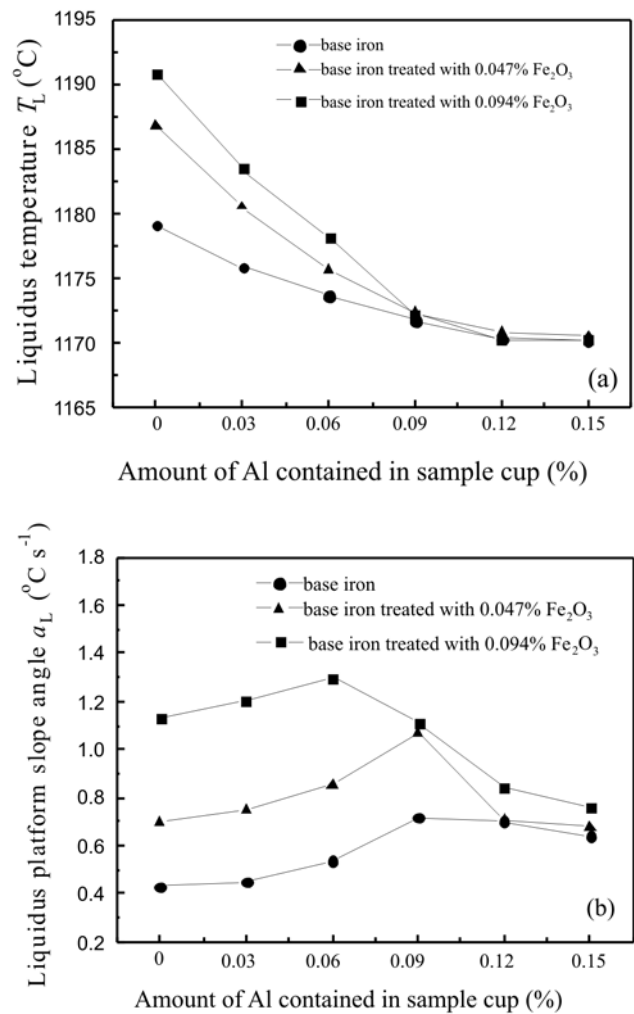 1195
1190
1185
1180
1175
1170
1165
Liquidus temperature T_L (°C)
base iron
base iron treated with 0.047% Fe₂O₃
base iron treated with 0.094% Fe₂O₃
(a)
0 0.03 0.06 0.09 0.12 0.15
Amount of Al contained in sample cup (%)
1.8
1.6
1.4
1.2
1.0
0.8
0.6
0.4
0.2
Liquidus platform slope angle a_L (°C s⁻¹)
base iron
base iron treated with 0.047% Fe₂O₃
base iron treated with 0.094% Fe₂O₃
(b)
0 0.03 0.06 0.09 0.12 0.15
Amount of Al contained in sample cup (%)